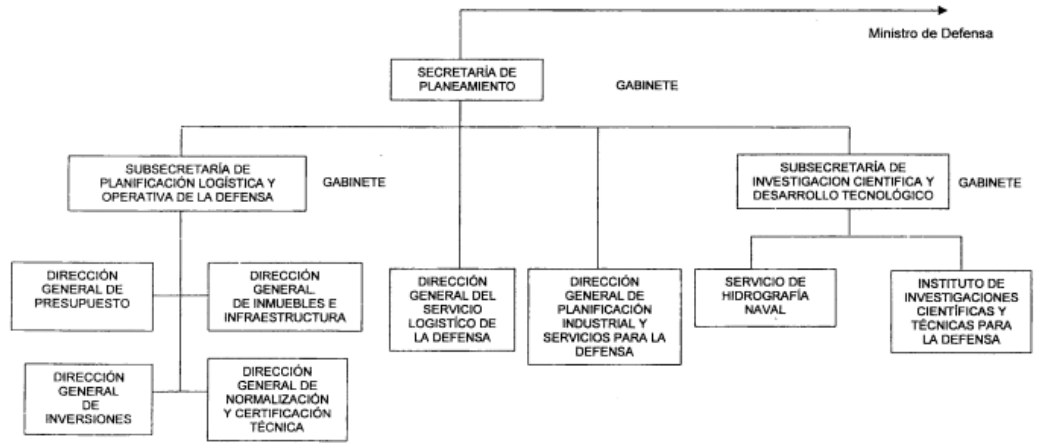 Ministro de Defensa
SECRETARÍA DE
PLANEAMIENTO
GABINETE
SUBSECRETARÍA DE
PLANIFICACIÓN LOGÍSTICA Y
OPERATIVA DE LA DEFENSA
GABINETE
SUBSECRETARÍA DE
INVESTIGACION CIENTIFICA Y
DESARROLLO TECNOLÓGICO
GABINETE
DIRECCIÓN
GENERAL DE
PRESUPUESTO
DIRECCIÓN
GENERAL
DE INMUEBLES E
INFRAESTRUCTURA
DIRECCIÓN
GENERAL DEL
SERVICIO
LOGISTÍCO DE
LA DEFENSA
DIRECCIÓN
GENERAL DE
PLANIFICACIÓN
INDUSTRIAL Y
SERVICIOS PARA LA
DEFENSA
SERVICIO DE
HIDROGRAFÍA
NAVAL
INSTITUTO DE
INVESTIGACIONES
CIENTÍFICAS Y
TÉCNICAS PARA
LA DEFENSA
DIRECCIÓN
GENERAL
DE
INVERSIONES
DIRECCIÓN
GENERAL DE
NORMALIZACIÓN
Y CERTIFICACIÓN
TÉCNICA